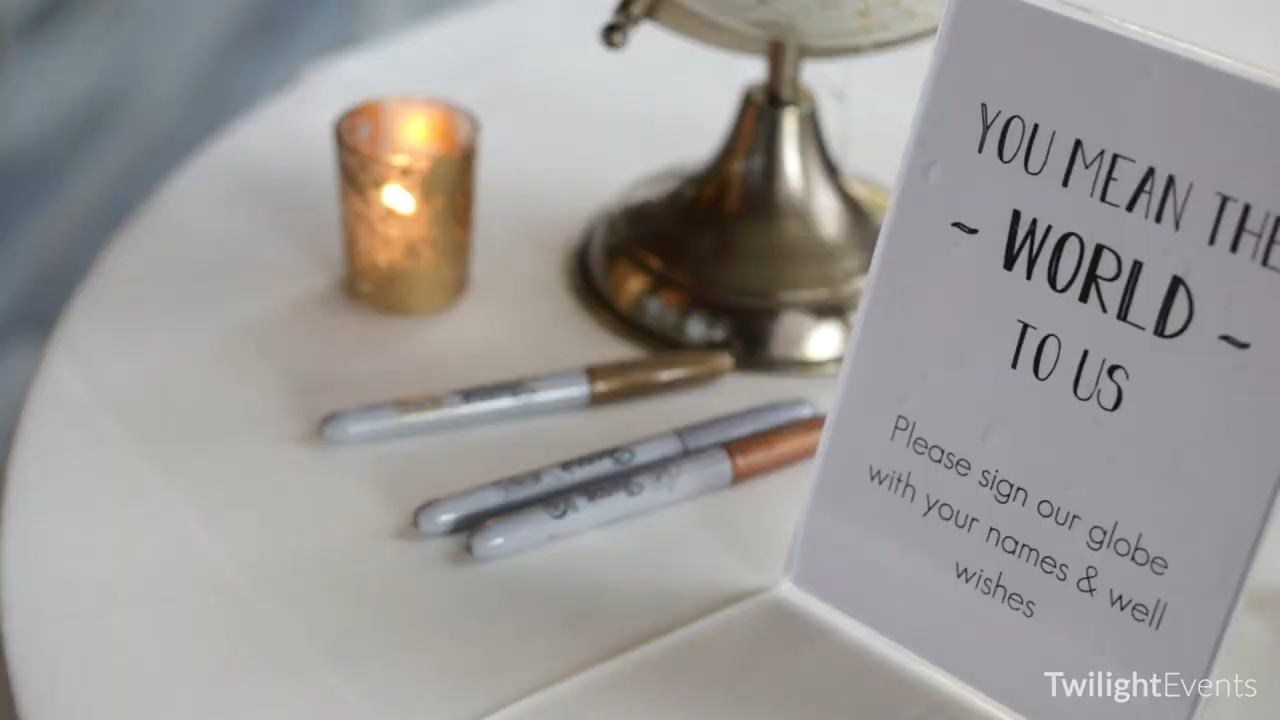 YOU MEAN THE
~ WORLD ~
TO US
Please sign our globe
with your names & well
wishes
TwilightEvents